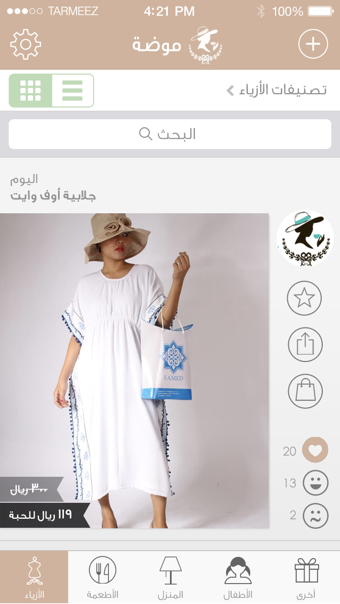 TARMEEZ 4:21 PM 100%
موضة
تصنيفات الأزياء
البحث
اليوم
جلابية أوف وايت
SAMED
20
13
2
٣٠٠ ريال
١١٩ ريال للحبة
الأزياء الأطعمة المنزل الأطفال أخرى